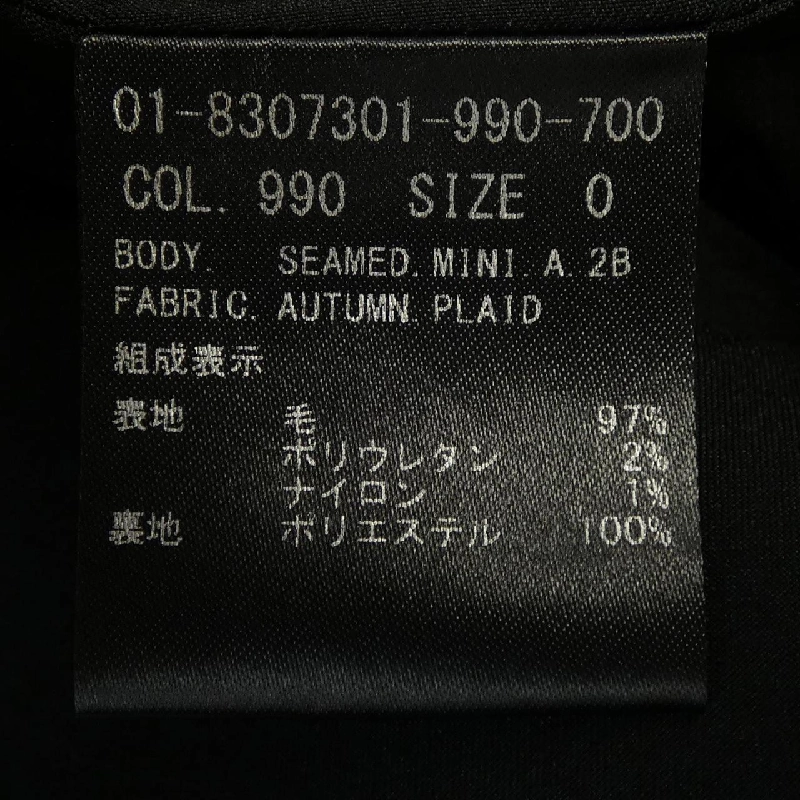 01-8307301-990-700
COL. 990 SIZE 0
BODY. SEAMED. MINI. A. 2B
FABRIC. AUTUMN. PLAID
組成表示
表地 毛 97%
ポリウレタン 2%
ナイロン 1%
裏地 ポリエステル 100%